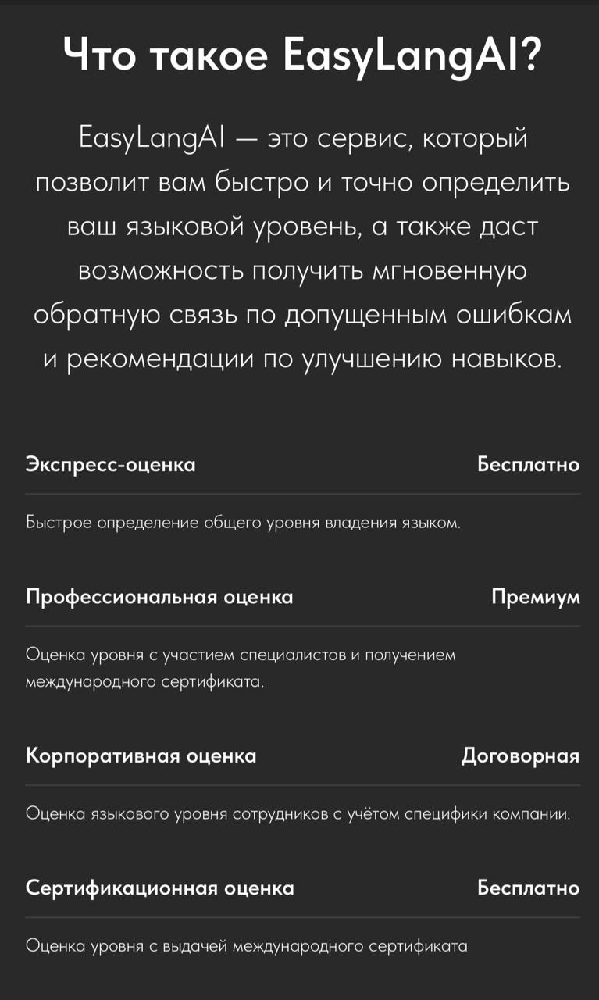 Что такое EasyLangAI?
EasyLangAI — это сервис, который
позволит вам быстро и точно определить
ваш языковой уровень, а также даст
возможность получить мгновенную
обратную связь по допущенным ошибкам
и рекомендации по улучшению навыков.
Экспресс-оценка Бесплатно
Быстрое определение общего уровня владения языком.
Профессиональная оценка Премиум
Оценка уровня с участием специалистов и получением
международного сертификата.
Корпоративная оценка Договорная
Оценка языкового уровня сотрудников с учётом специфики компании.
Сертификационная оценка Бесплатно
Оценка уровня с выдачей международного сертификата